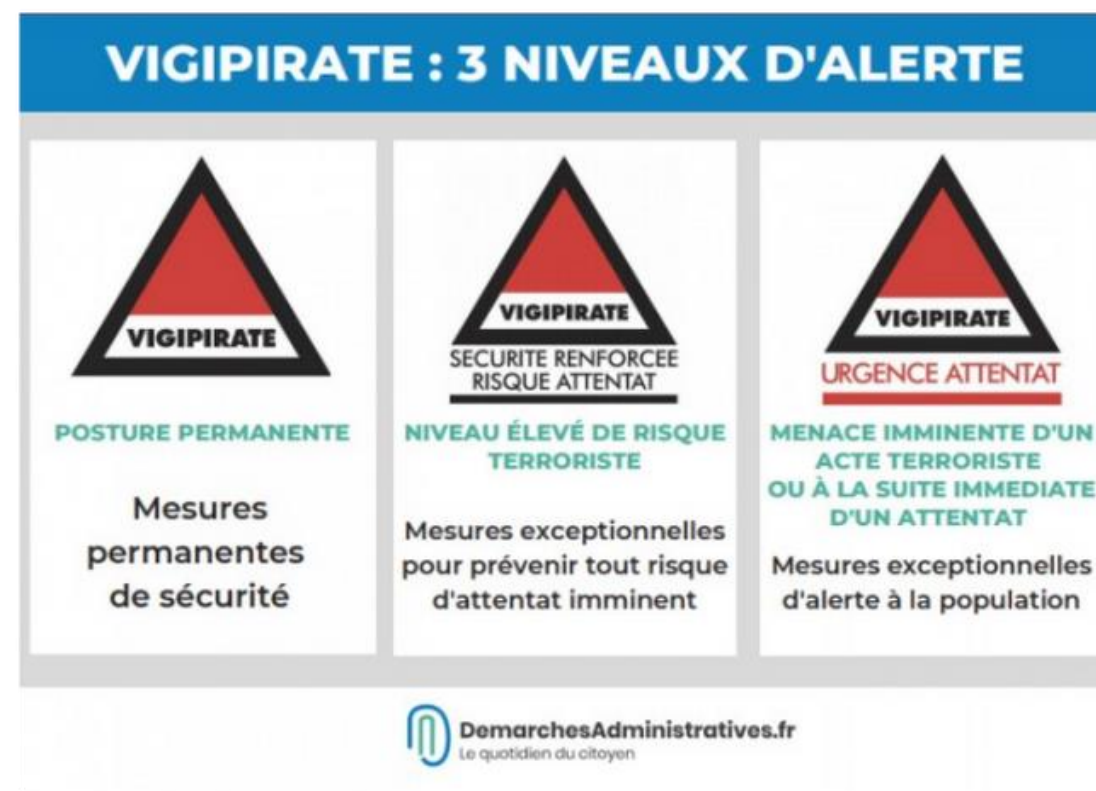 VIGIPIRATE : 3 NIVEAUX D'ALERTE
VIGIPIRATE
POSTURE PERMANENTE
Mesures
permanentes
de sécurité
VIGIPIRATE
SECURITE RENFORCEE
RISQUE ATTENTAT
NIVEAU ÉLEVÉ DE RISQUE
TERRORISTE
Mesures exceptionnelles
pour prévenir tout risque
d'attentat imminent
VIGIPIRATE
URGENCE ATTENTAT
MENACE IMMINENTE D'UN
ACTE TERRORISTE
OU À LA SUITE IMMEDIATE
D'UN ATTENTAT
Mesures exceptionnelles
d'alerte à la population
DemarchesAdministratives.fr
Le quotidien du citoyen